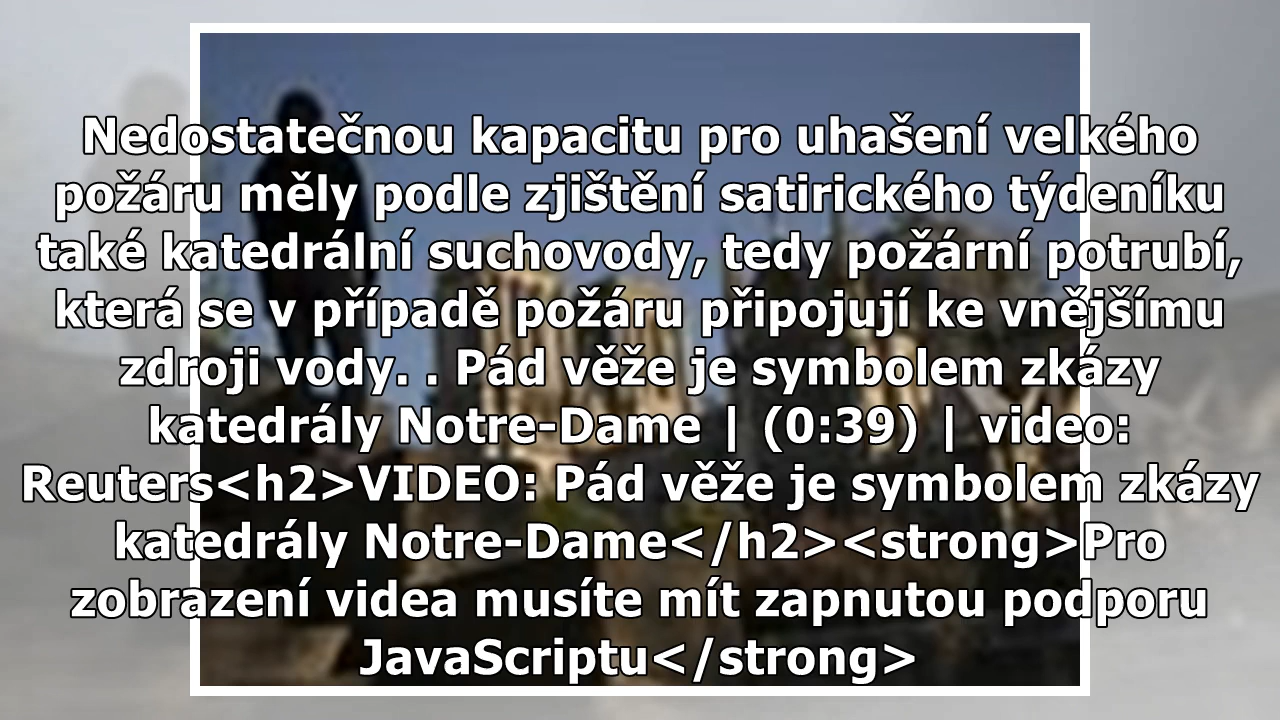 Nedostatečnou kapacitu pro uhašení velkého
požáru měly podle zjištění satirického týdeníku
také katedrální suchovody, tedy požární potrubí,
která se v případě požáru připojují ke vnějšímu
zdroji vody. . Pád věže je symbolem zkázy
katedrály Notre-Dame | (0:39) | video:
Reuters<h2>VIDEO: Pád věže je symbolem zkázy
katedrály Notre-Dame</h2><strong>Pro
zobrazení videa musíte mít zapnutou podporu
JavaScriptu</strong>